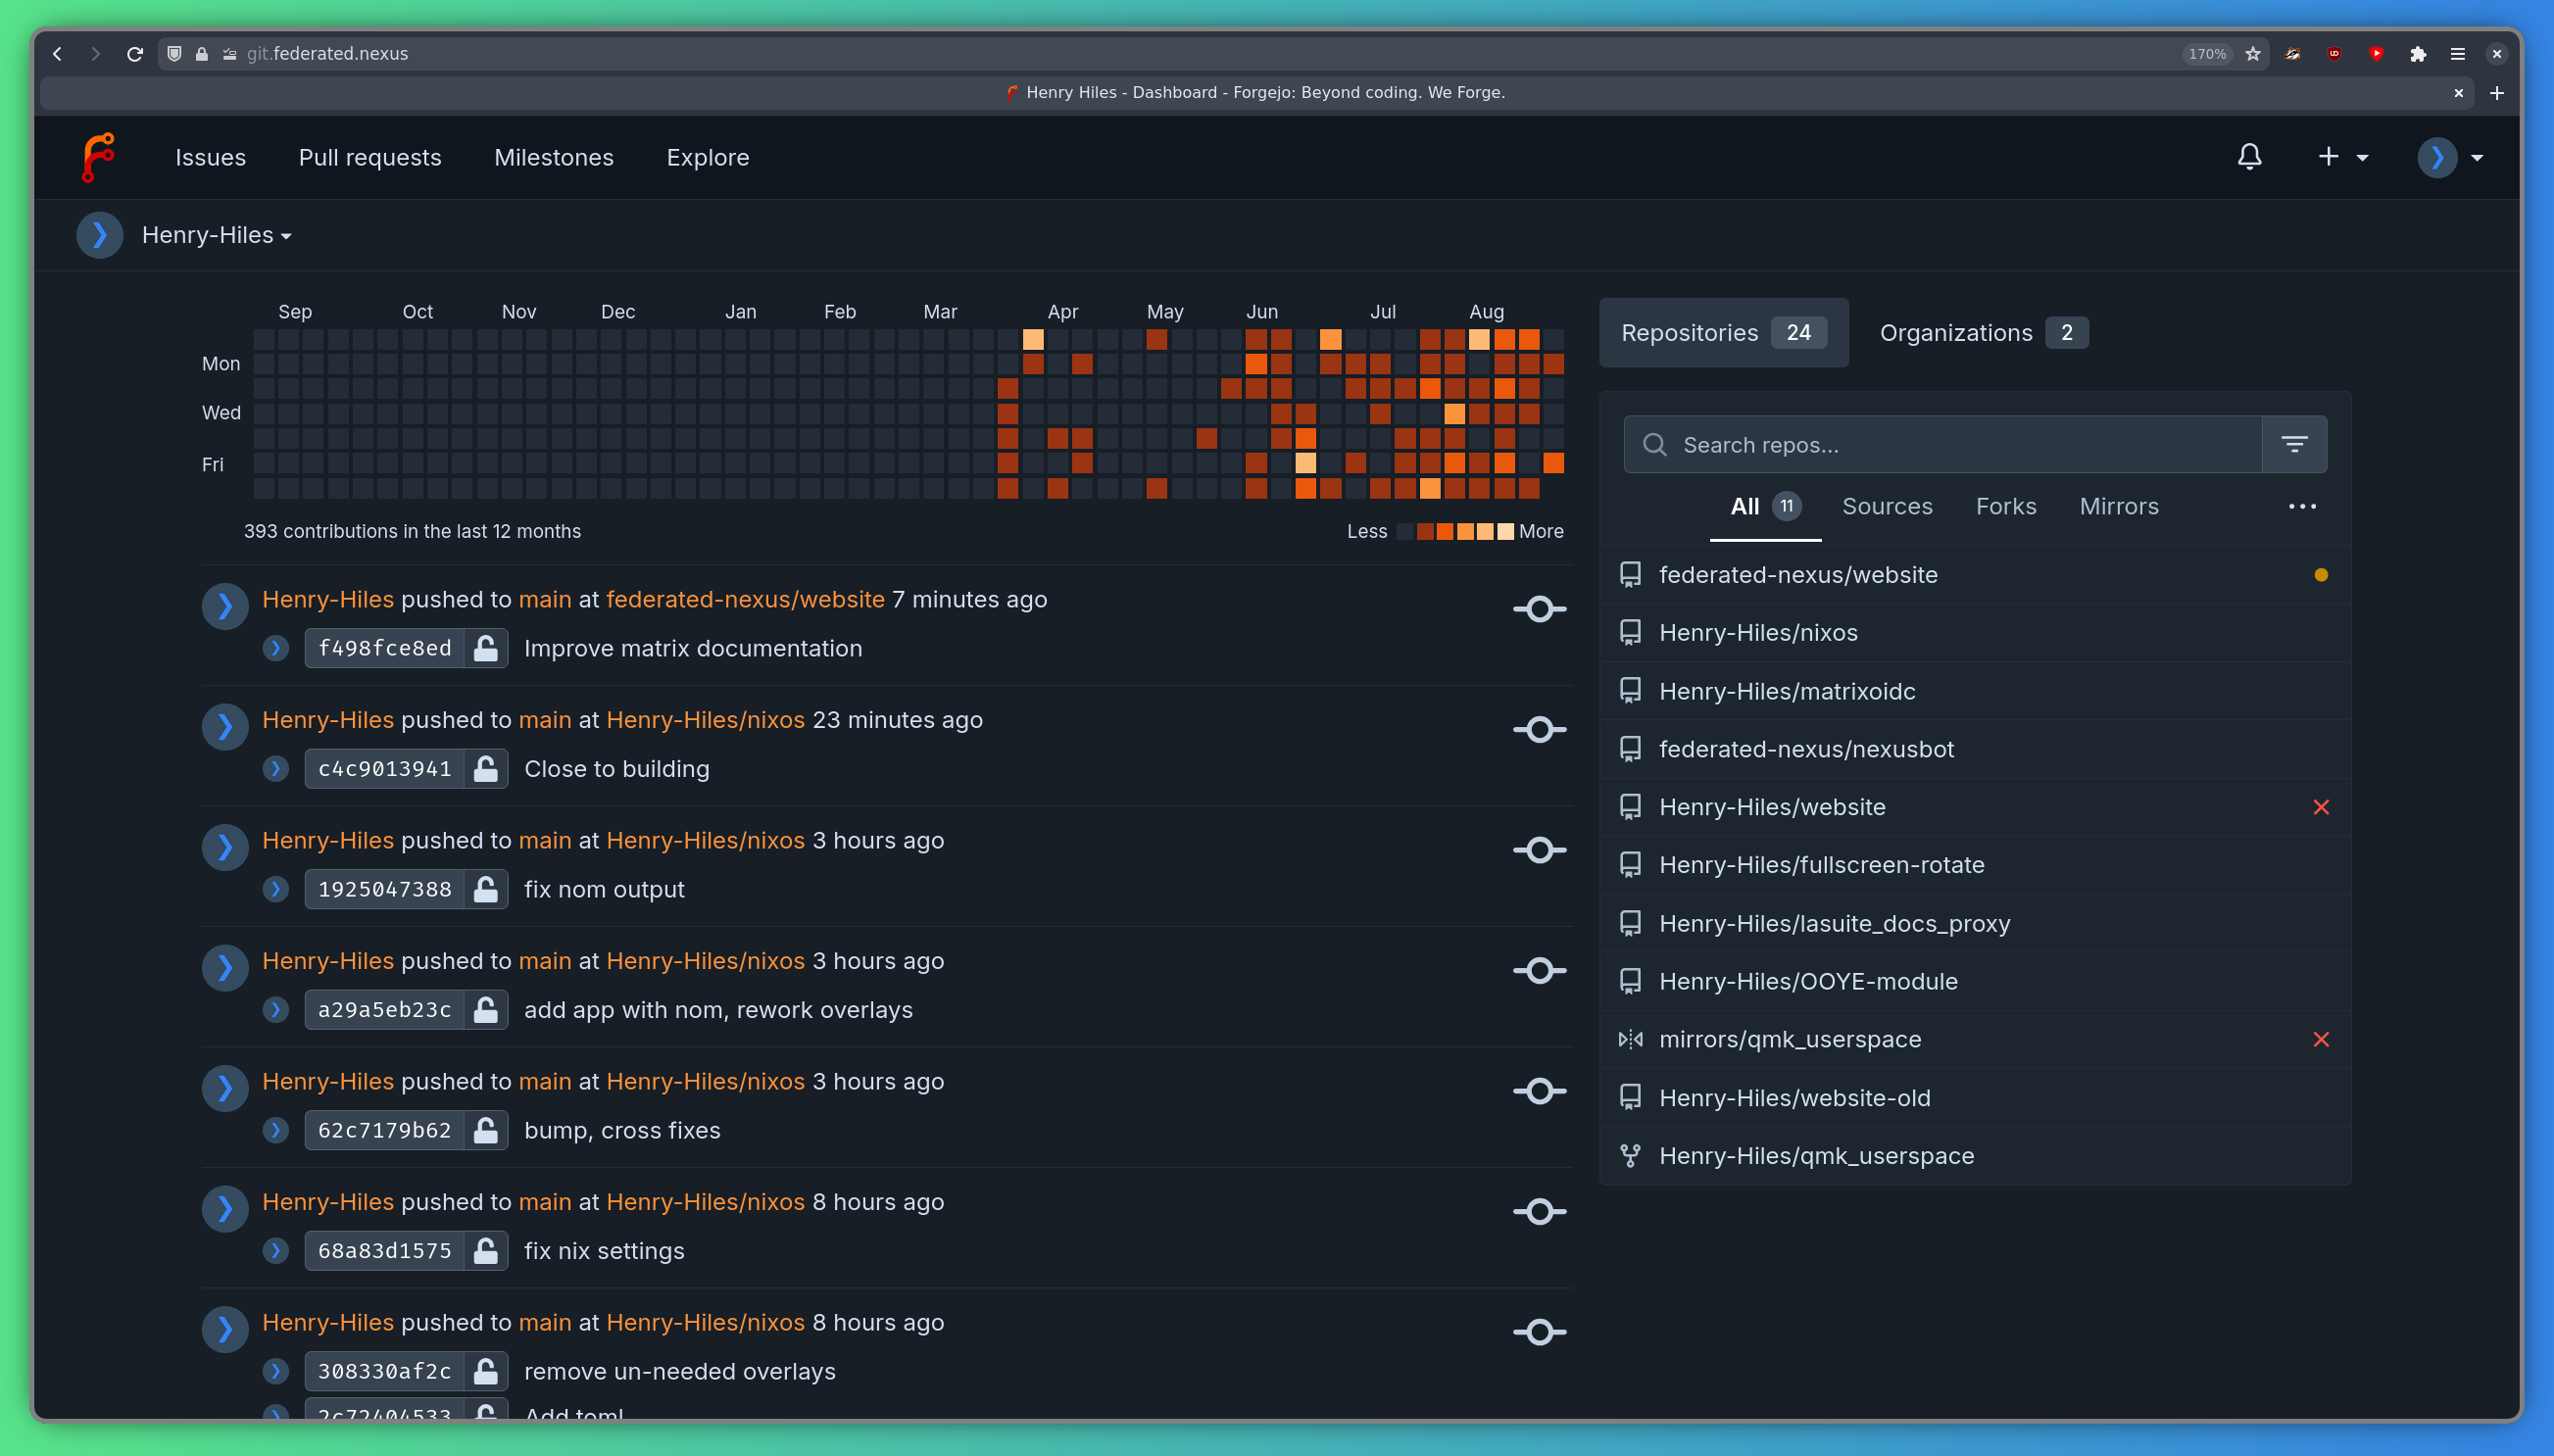 git.federated.nexus
170%
Henry Hiles - Dashboard - Forgejo: Beyond coding. We Forge.
Issues Pull requests Milestones Explore
Henry-Hiles
Sep Oct Nov Dec Jan Feb Mar Apr May Jun Jul Aug
Mon
Wed
Fri
393 contributions in the last 12 months
Less More
Henry-Hiles pushed to main at federated-nexus/website 7 minutes ago
f498fce8ed Improve matrix documentation
Henry-Hiles pushed to main at Henry-Hiles/nixos 23 minutes ago
c4c9013941 Close to building
Henry-Hiles pushed to main at Henry-Hiles/nixos 3 hours ago
1925047388 fix nom output
Henry-Hiles pushed to main at Henry-Hiles/nixos 3 hours ago
a29a5eb23c add app with nom, rework overlays
Henry-Hiles pushed to main at Henry-Hiles/nixos 3 hours ago
62c7179b62 bump, cross fixes
Henry-Hiles pushed to main at Henry-Hiles/nixos 8 hours ago
68a83d1575 fix nix settings
Henry-Hiles pushed to main at Henry-Hiles/nixos 8 hours ago
308330af2c remove un-needed overlays
2c72404533 Add toml
Repositories 24 Organizations 2
Search repos...
All 11 Sources Forks Mirrors
federated-nexus/website
Henry-Hiles/nixos
Henry-Hiles/matrixoidc
federated-nexus/nexusbot
Henry-Hiles/website
Henry-Hiles/fullscreen-rotate
Henry-Hiles/lasuite_docs_proxy
Henry-Hiles/OOYE-module
mirrors/qmk_userspace
Henry-Hiles/website-old
Henry-Hiles/qmk_userspace